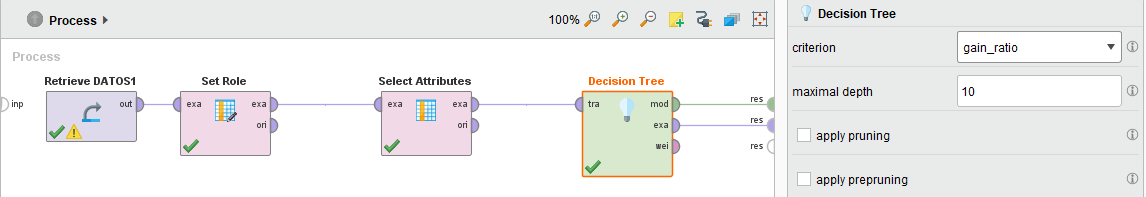 Process
100%
Process
Retrieve DATOS1
Set Role
Select Attributes
Decision Tree
inp
out
exa
exa
ori
exa
exa
ori
tra
mod
exa
wei
res
res
res
Decision Tree
criterion
gain_ratio
maximal depth
10
apply pruning
apply prepruning